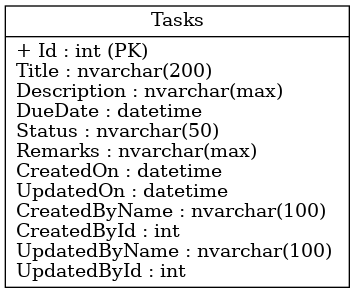 Tasks
+ Id : int (PK)
Title : nvarchar(200)
Description : nvarchar(max)
DueDate : datetime
Status : nvarchar(50)
Remarks : nvarchar(max)
CreatedOn : datetime
UpdatedOn : datetime
CreatedByName : nvarchar(100)
CreatedById : int
UpdatedByName : nvarchar(100)
UpdatedById : int